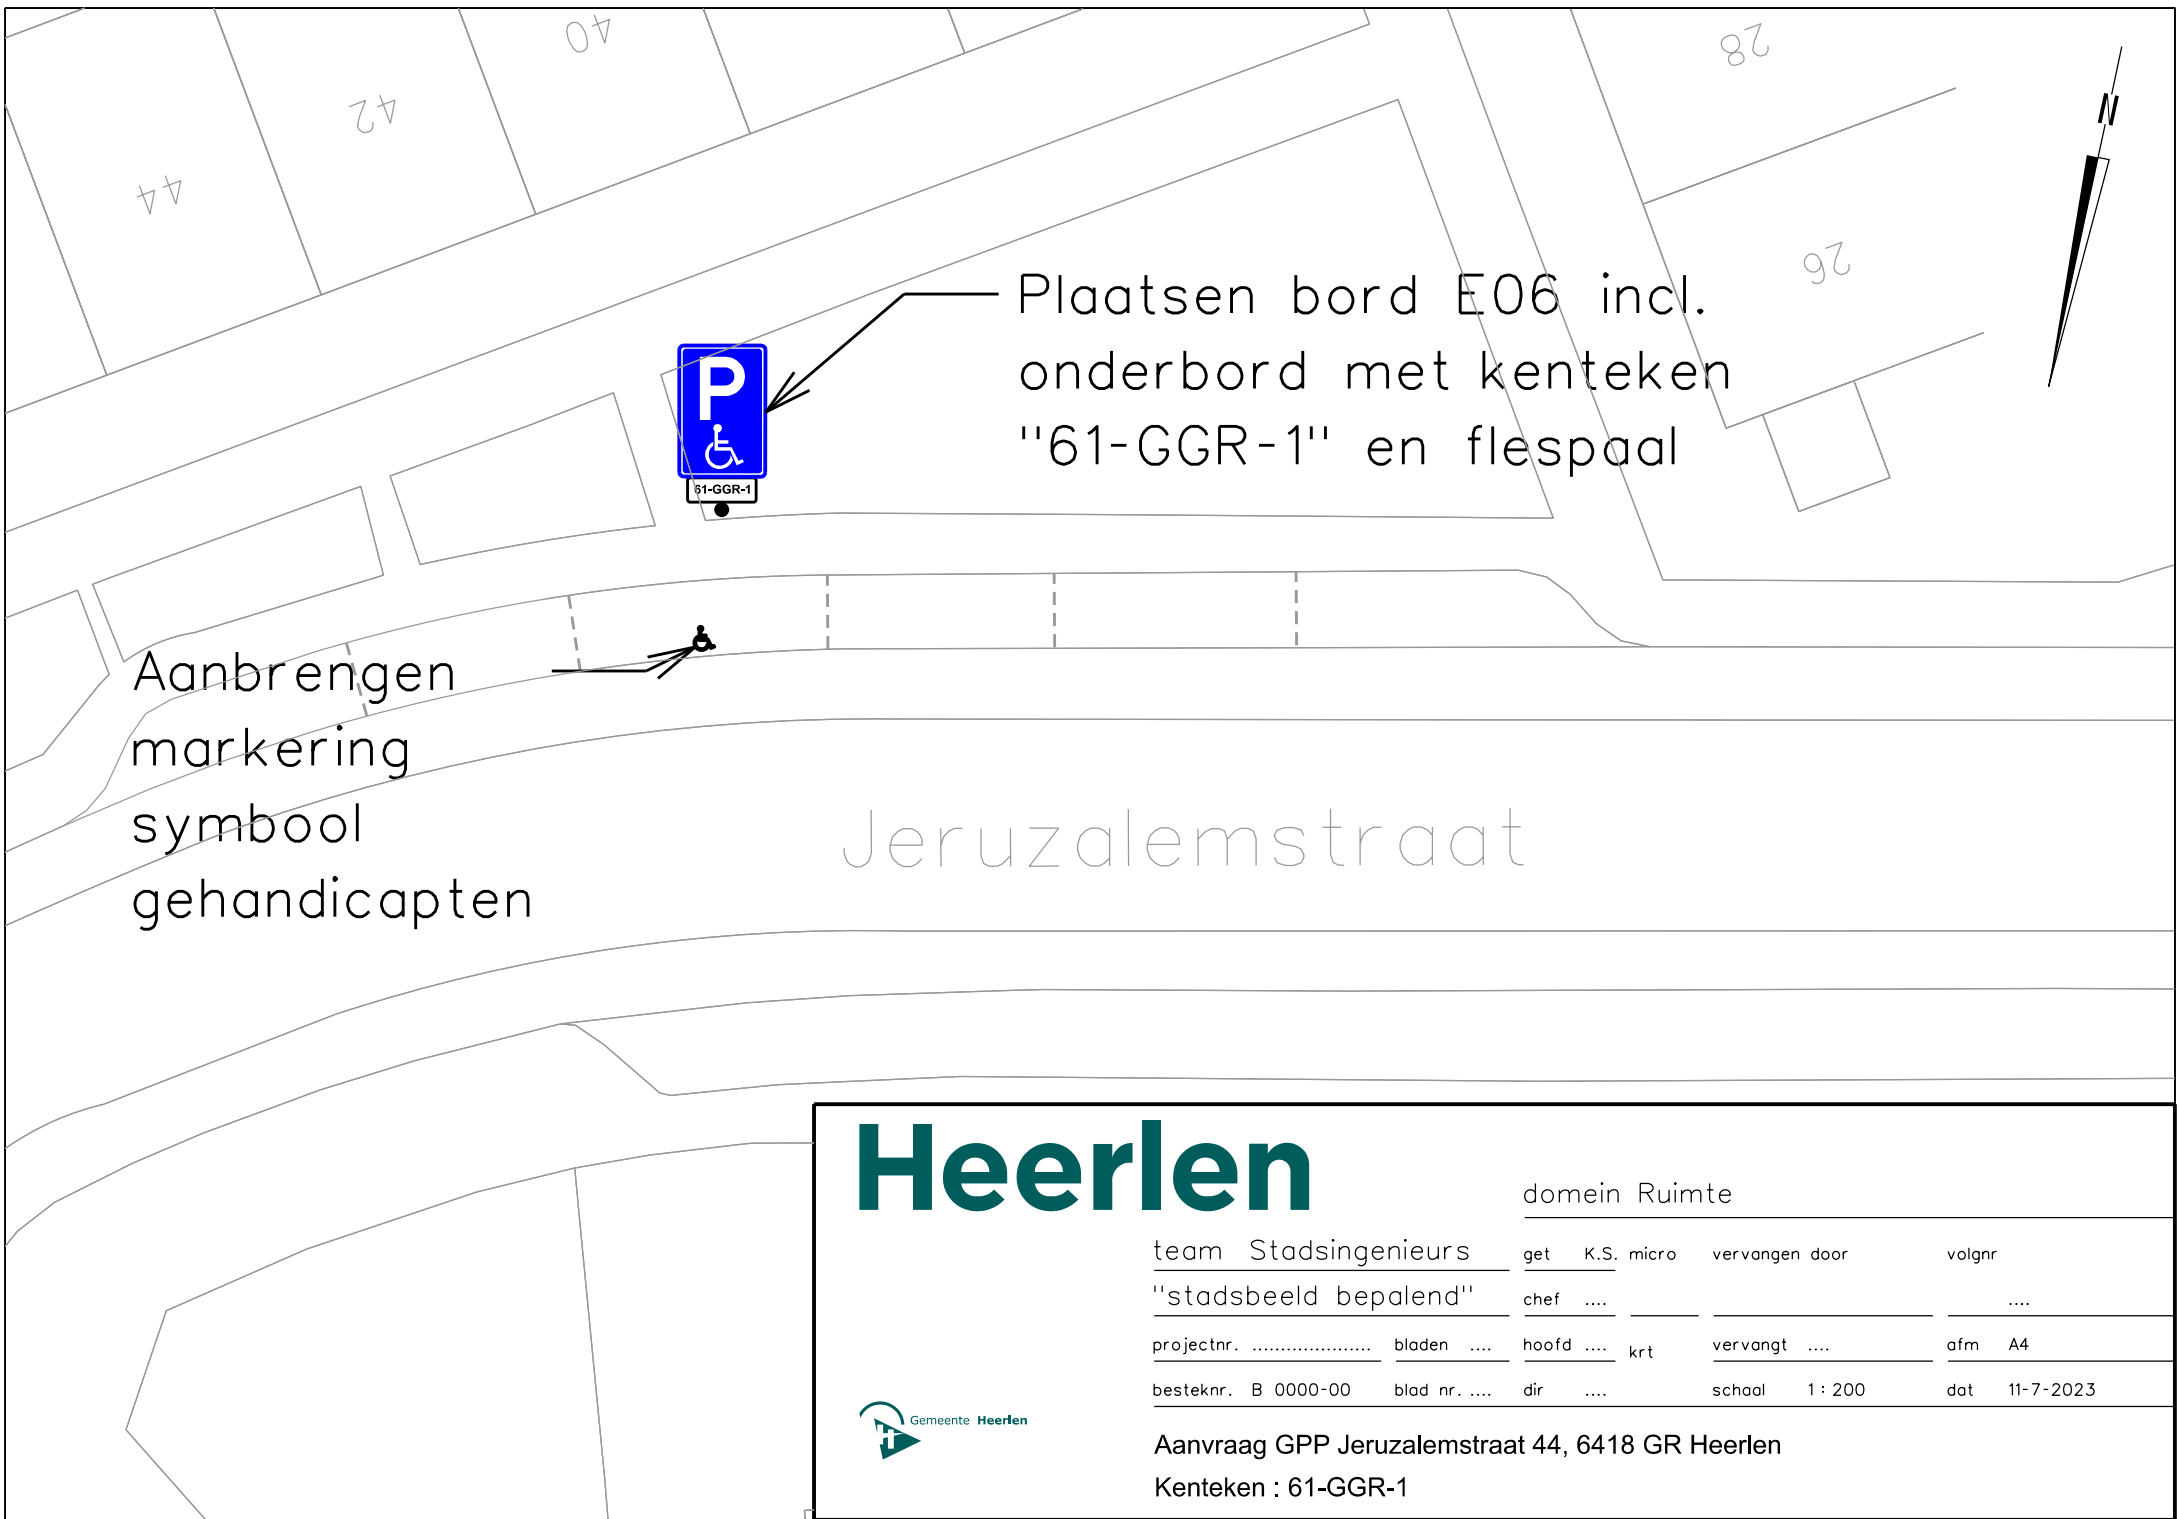 40
42
44
28
26
N
Plaatsen bord E06 incl.
onderbord met kenteken
"61-GGR-1" en flespaal
P
61-GGR-1
Aanbrengen
markering
symbool
gehandicapten
Jeruzalemstraat
Heerlen
domein Ruimte
team Stadsingenieurs get K.S. micro vervangen door volgnr
"stadsbeeld bepalend" chef .... ....
projectnr. ..................... bladen .... hoofd .... krt vervangt .... afm A4
besteknr. B 0000-00 blad nr. .... dir .... schaal 1 : 200 dat 11-7-2023
H Gemeente Heerlen
Aanvraag GPP Jeruzalemstraat 44, 6418 GR Heerlen
Kenteken : 61-GGR-1